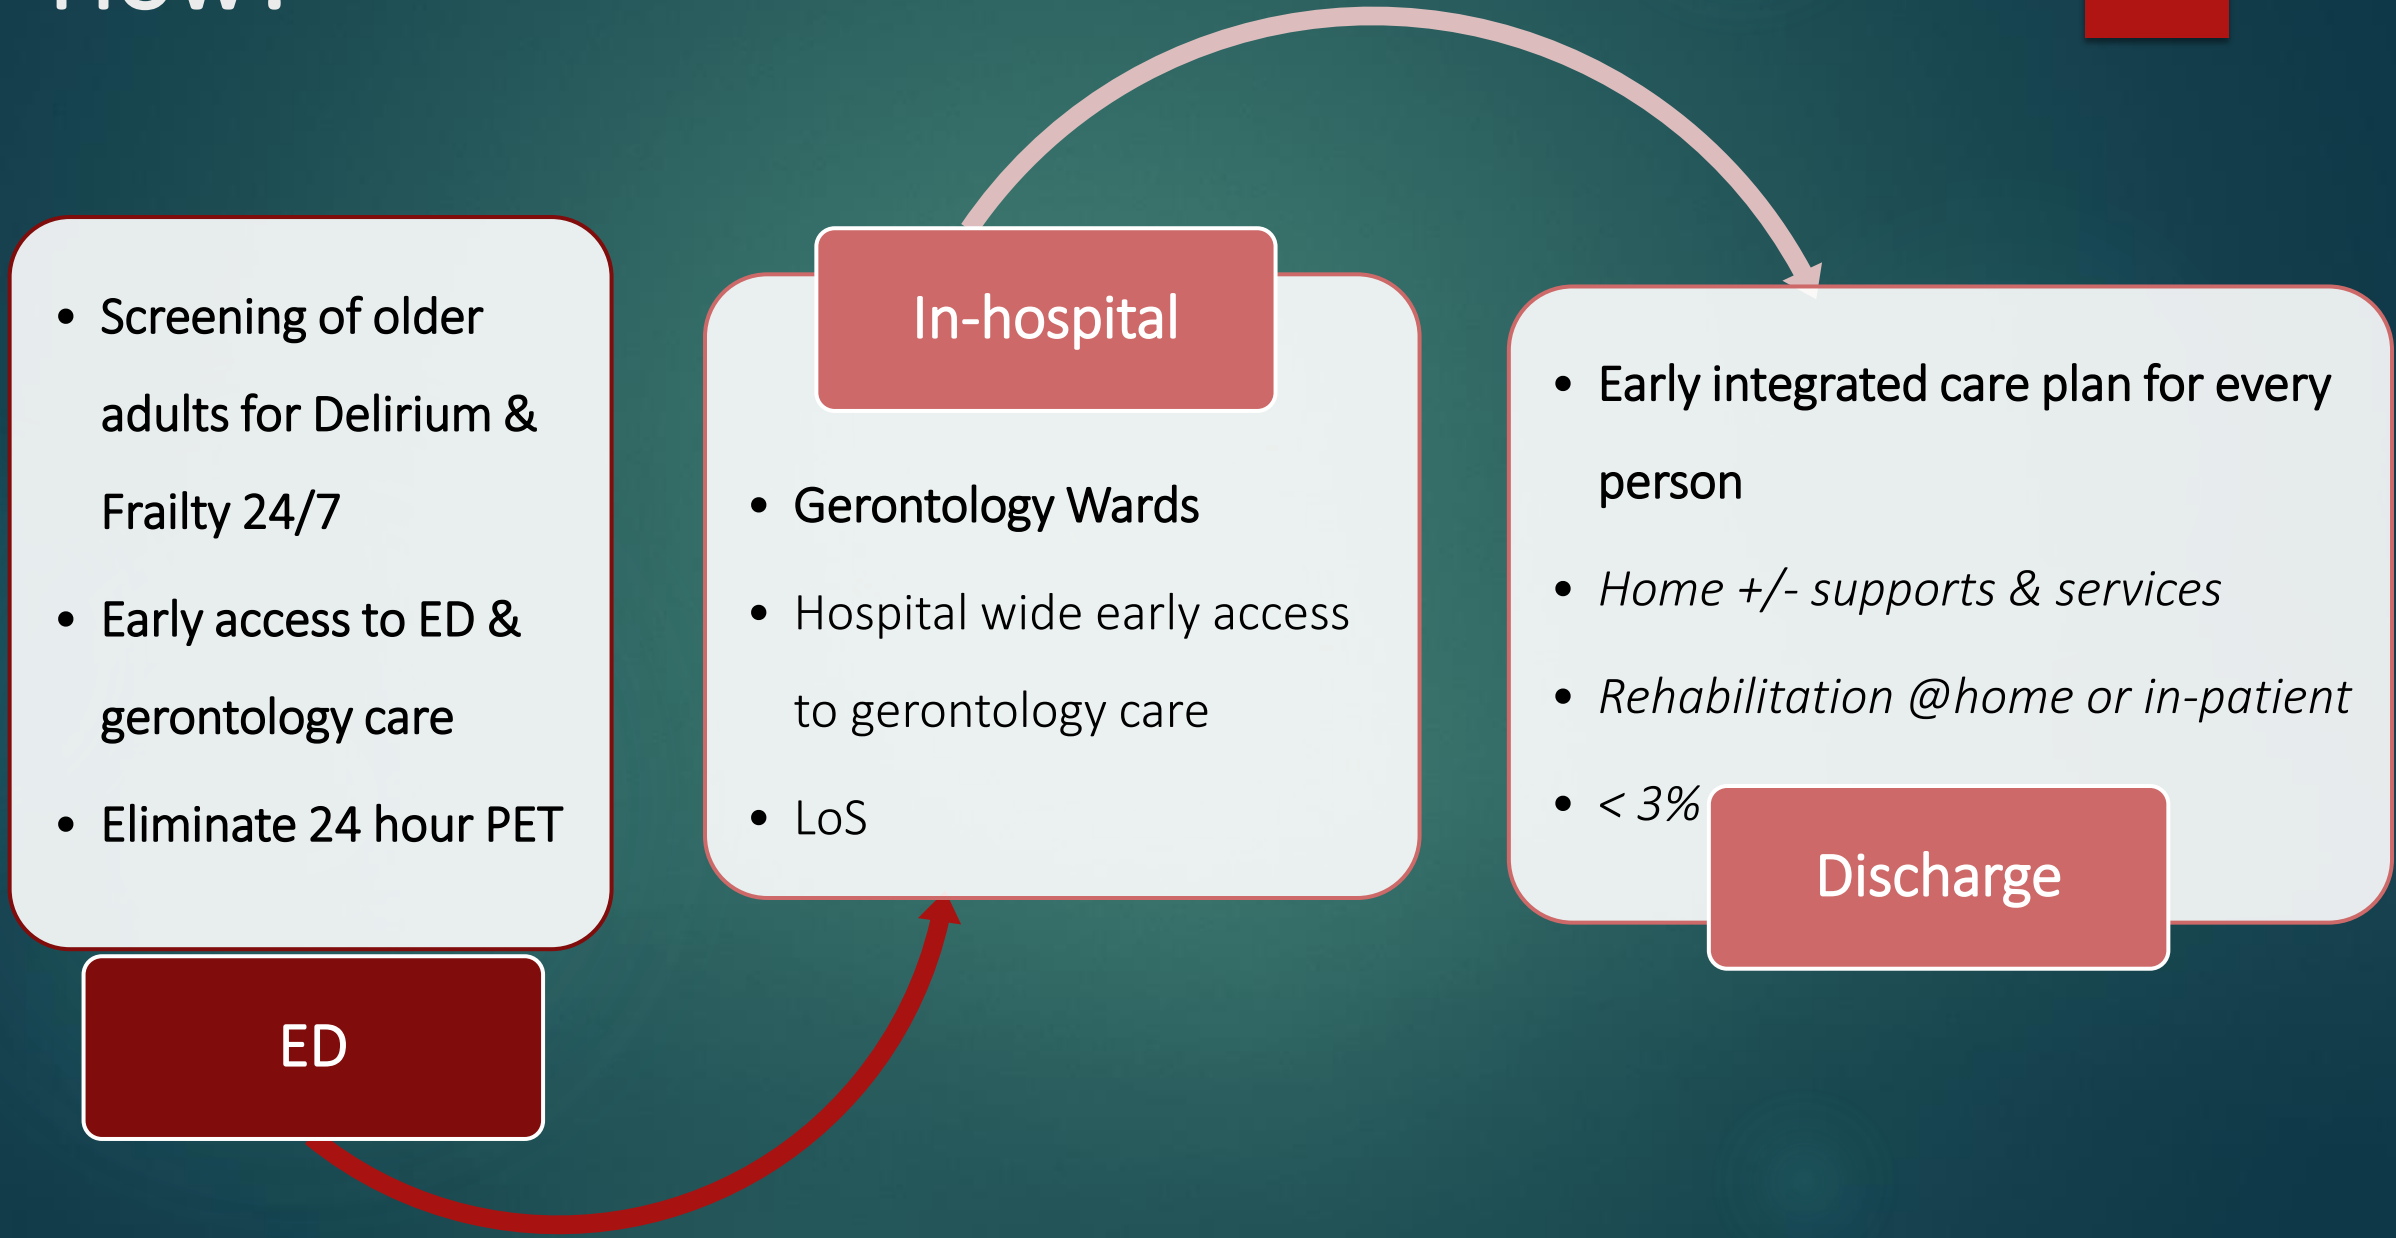 • Screening of older
adults for Delirium &
Frailty 24/7
• Early access to ED &
gerontology care
• Eliminate 24 hour PET
ED
In-hospital
• Gerontology Wards
• Hospital wide early access
to gerontology care
• LoS
• Early integrated care plan for every
person
• Home +/- supports & services
• Rehabilitation @home or in-patient
• < 3%
Discharge